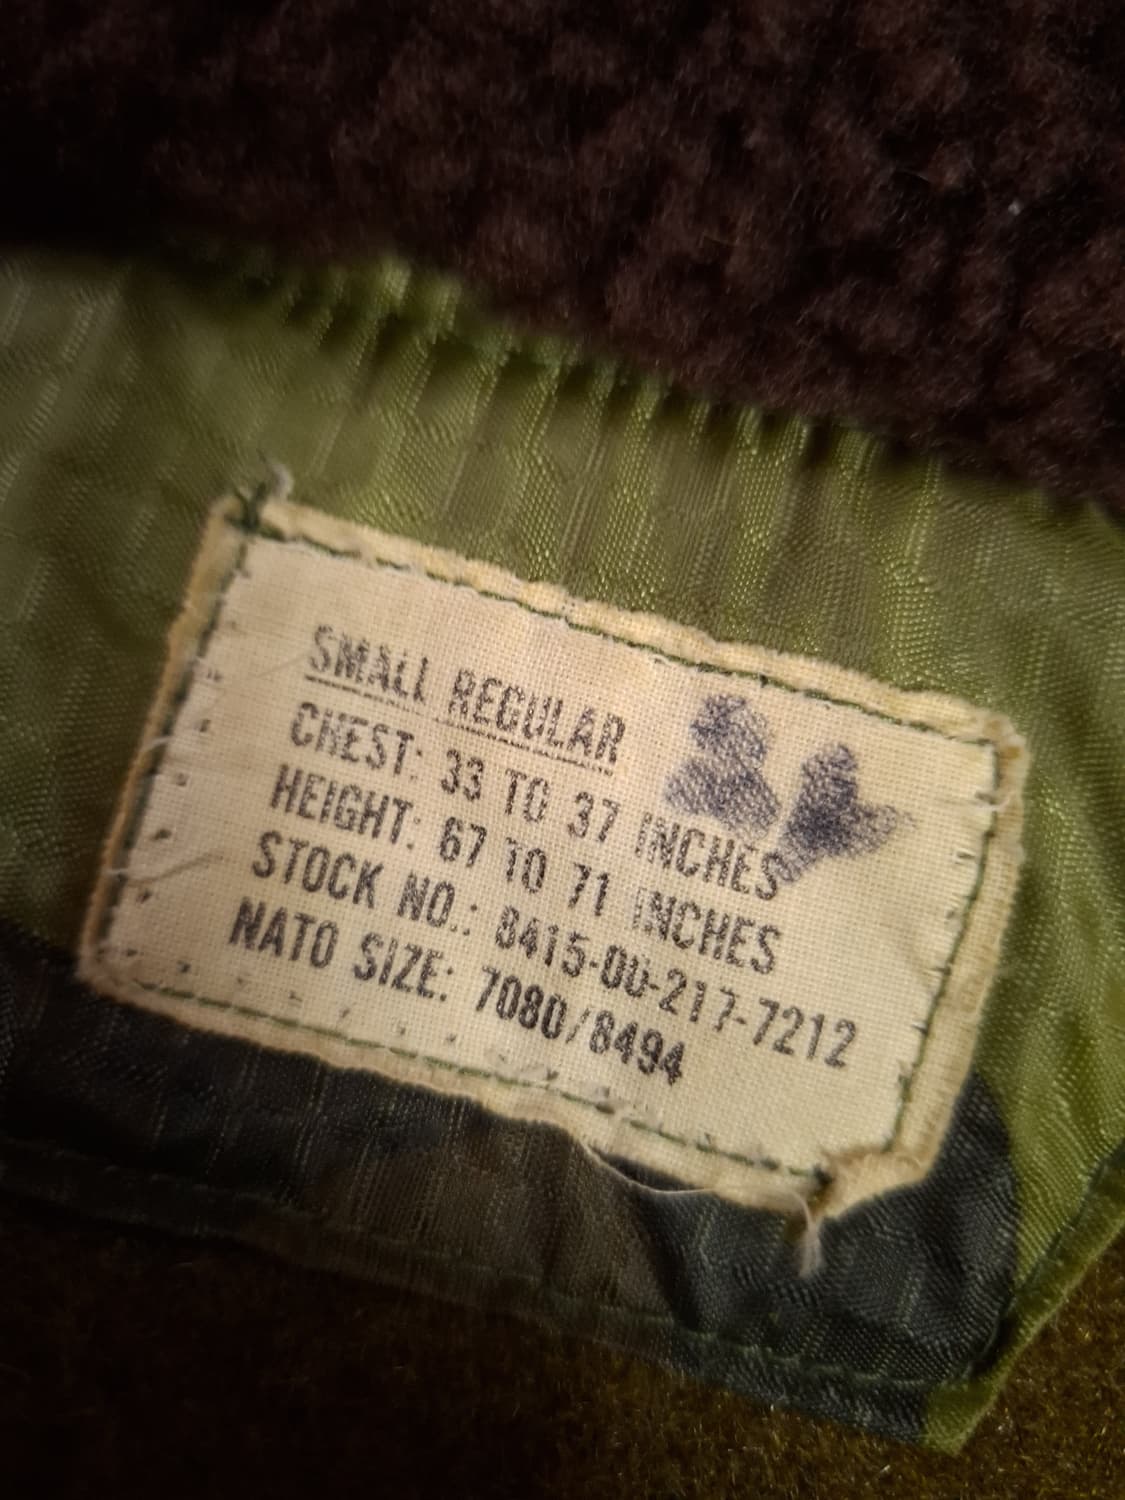 SMALL REGULAR
CHEST: 33 TO 37 INCHES
HEIGHT: 67 TO 71 INCHES
STOCK NO.: 8415-00-217-7212
NATO SIZE: 7080/8494